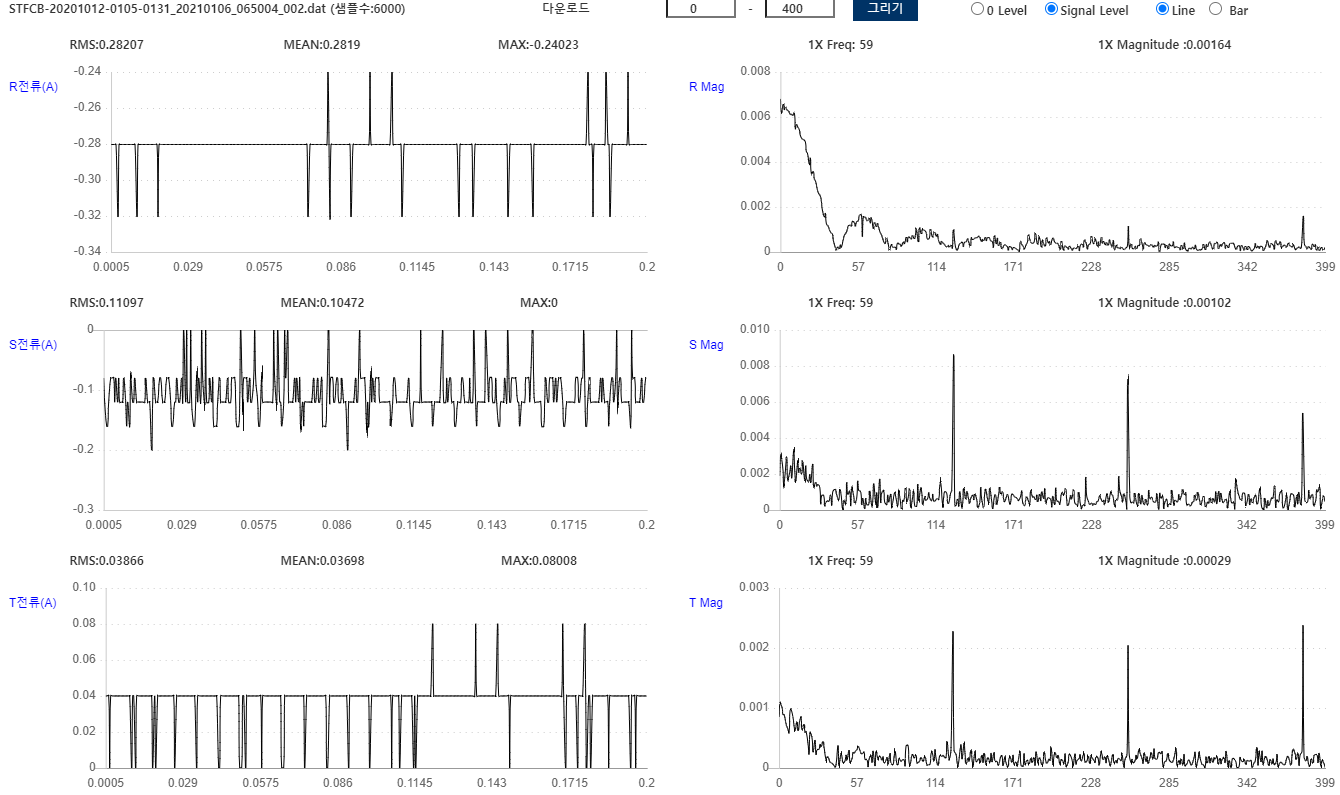 STFCB-20201012-0105-0131_20210106_065004_002.dat (샘플수:6000) 다운로드 0 - 400 그리기 0 Level Signal Level Line Bar
RMS:0.28207 MEAN:0.2819 MAX:-0.24023 1X Freq: 59 1X Magnitude :0.00164
R전류(A)
-0.24
-0.26
-0.28
-0.30
-0.32
-0.34
0.0005 0.029 0.0575 0.086 0.1145 0.143 0.1715 0.2
R Mag
0.008
0.006
0.004
0.002
0
0 57 114 171 228 285 342 399
RMS:0.11097 MEAN:0.10472 MAX:0 1X Freq: 59 1X Magnitude :0.00102
S전류(A)
0
-0.1
-0.2
-0.3
0.0005 0.029 0.0575 0.086 0.1145 0.143 0.1715 0.2
S Mag
0.010
0.008
0.006
0.004
0.002
0
0 57 114 171 228 285 342 399
RMS:0.03866 MEAN:0.03698 MAX:0.08008 1X Freq: 59 1X Magnitude :0.00029
T전류(A)
0.10
0.08
0.06
0.04
0.02
0
0.0005 0.029 0.0575 0.086 0.1145 0.143 0.1715 0.2
T Mag
0.003
0.002
0.001
0
0 57 114 171 228 285 342 399